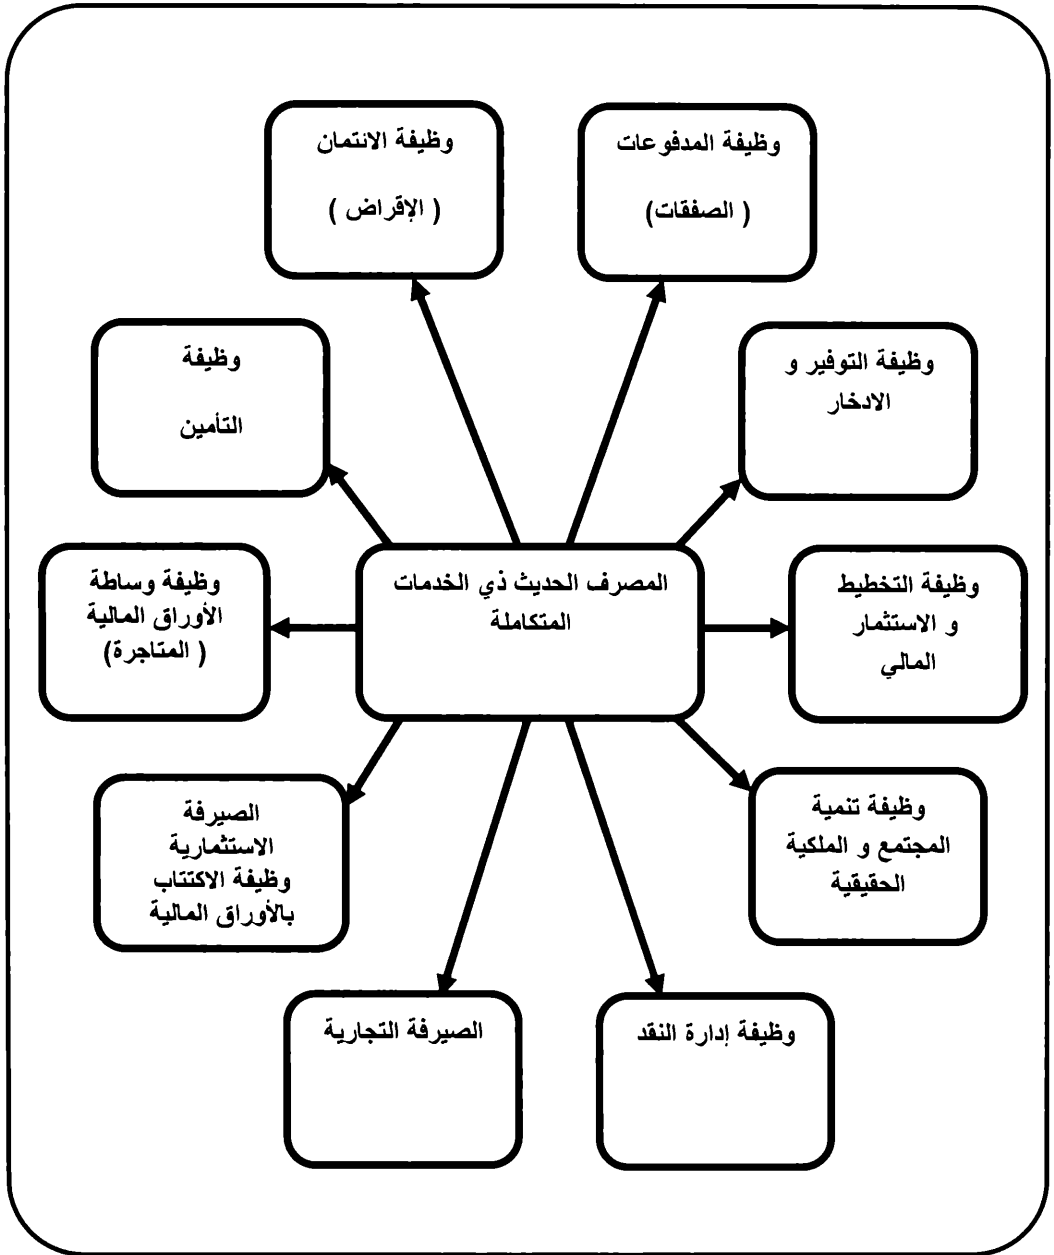 وظيفة المدفوعات
( الصفقات)
وظيفة الائتمان
( الإقراض )
وظيفة التوفير و
الادخار
وظيفة
التأمين
المصرف الحديث ذي الخدمات
المتكاملة
وظيفة التخطيط
و الاستثمار
المالي
وظيفة وساطة
الأوراق المالية
( المتاجرة)
وظيفة تنمية
المجتمع و الملكية
الحقيقية
الصيرفة
الاستثمارية
وظيفة الاكتتاب
بالأوراق المالية
وظيفة إدارة النقد
الصيرفة التجارية